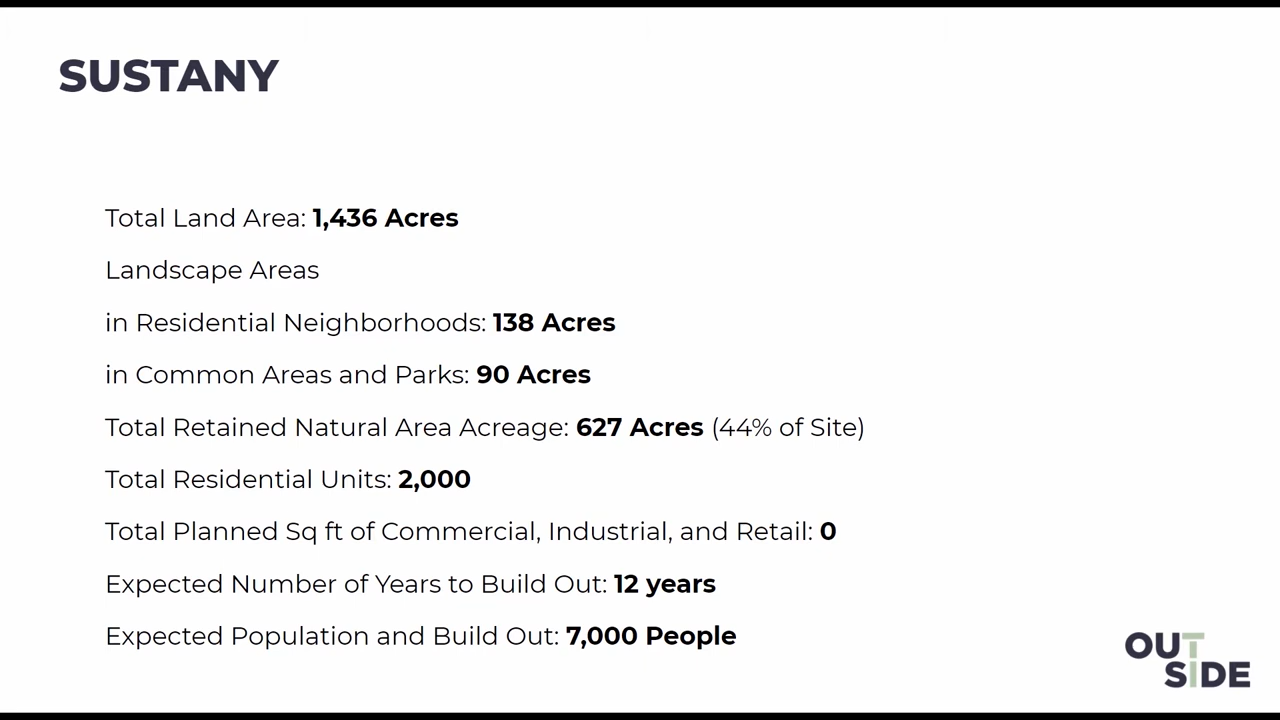 SUSTANY
Total Land Area: 1,436 Acres
Landscape Areas
in Residential Neighborhoods: 138 Acres
in Common Areas and Parks: 90 Acres
Total Retained Natural Area Acreage: 627 Acres (44% of Site)
Total Residential Units: 2,000
Total Planned Sq ft of Commercial, Industrial, and Retail: 0
Expected Number of Years to Build Out: 12 years
Expected Population and Build Out: 7,000 People
OUT
SIDE